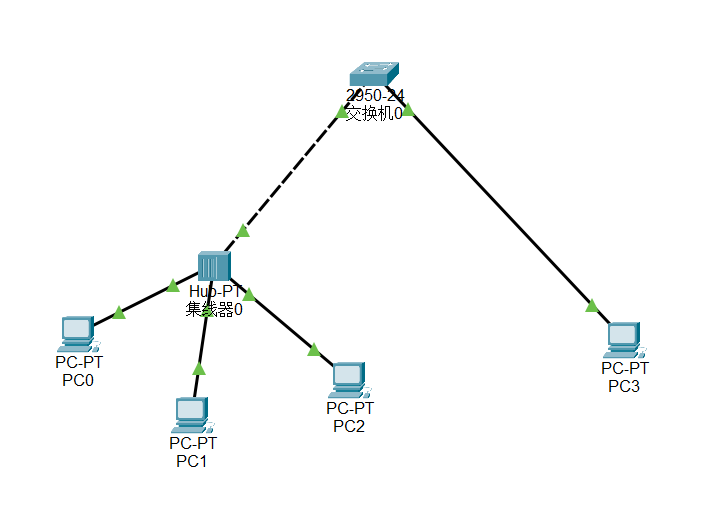 2950-24
交换机0
Hub-PT
集线器0
PC-PT
PC0
PC-PT
PC1
PC-PT
PC2
PC-PT
PC3